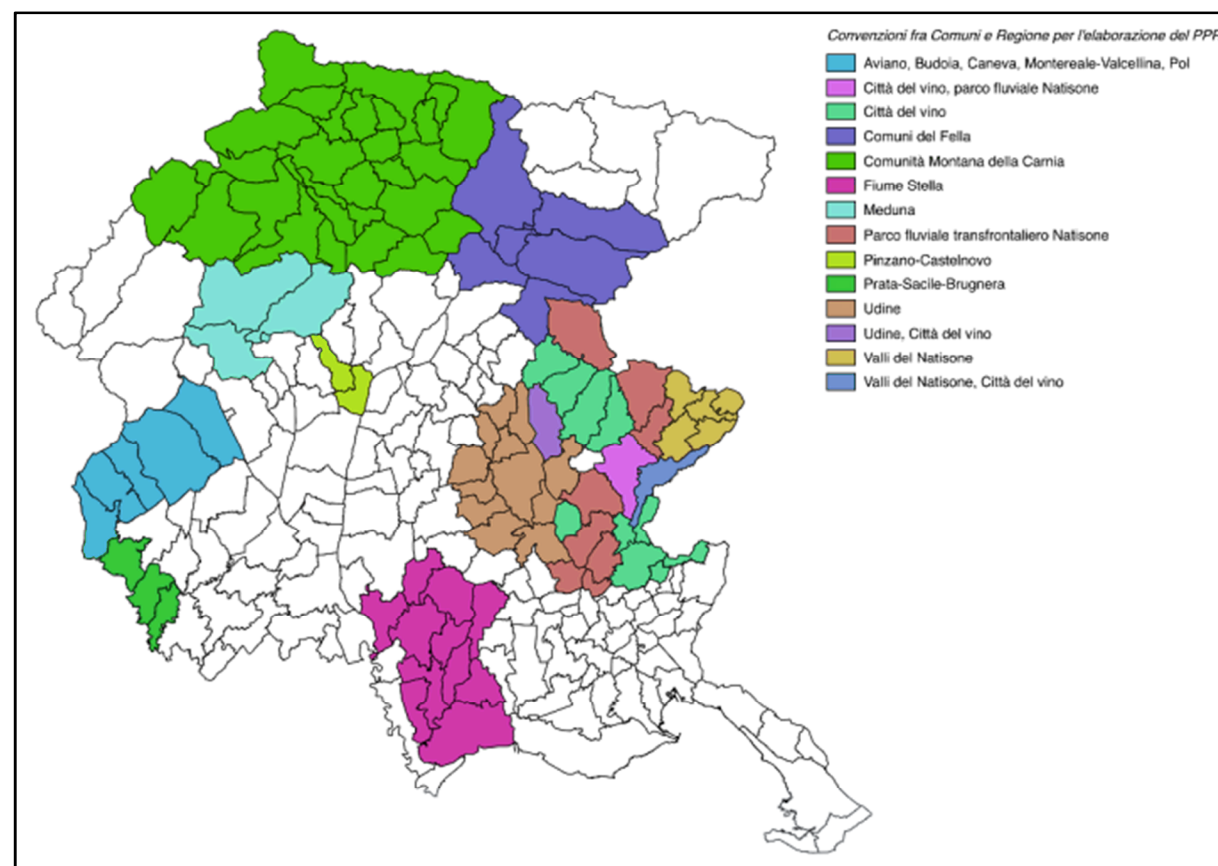 Convenzioni fra Comuni e Regione per l'elaborazione del PPR
Aviano, Budoia, Caneva, Montereale-Valcellina, Pol
Città del vino, parco fluviale Natisone
Città del vino
Comuni del Fella
Comunità Montana della Carnia
Fiume Stella
Meduna
Parco fluviale transfrontaliero Natisone
Pinzano-Castelnovo
Prata-Sacile-Brugnera
Udine
Udine, Città del vino
Valli del Natisone
Valli del Natisone, Città del vino